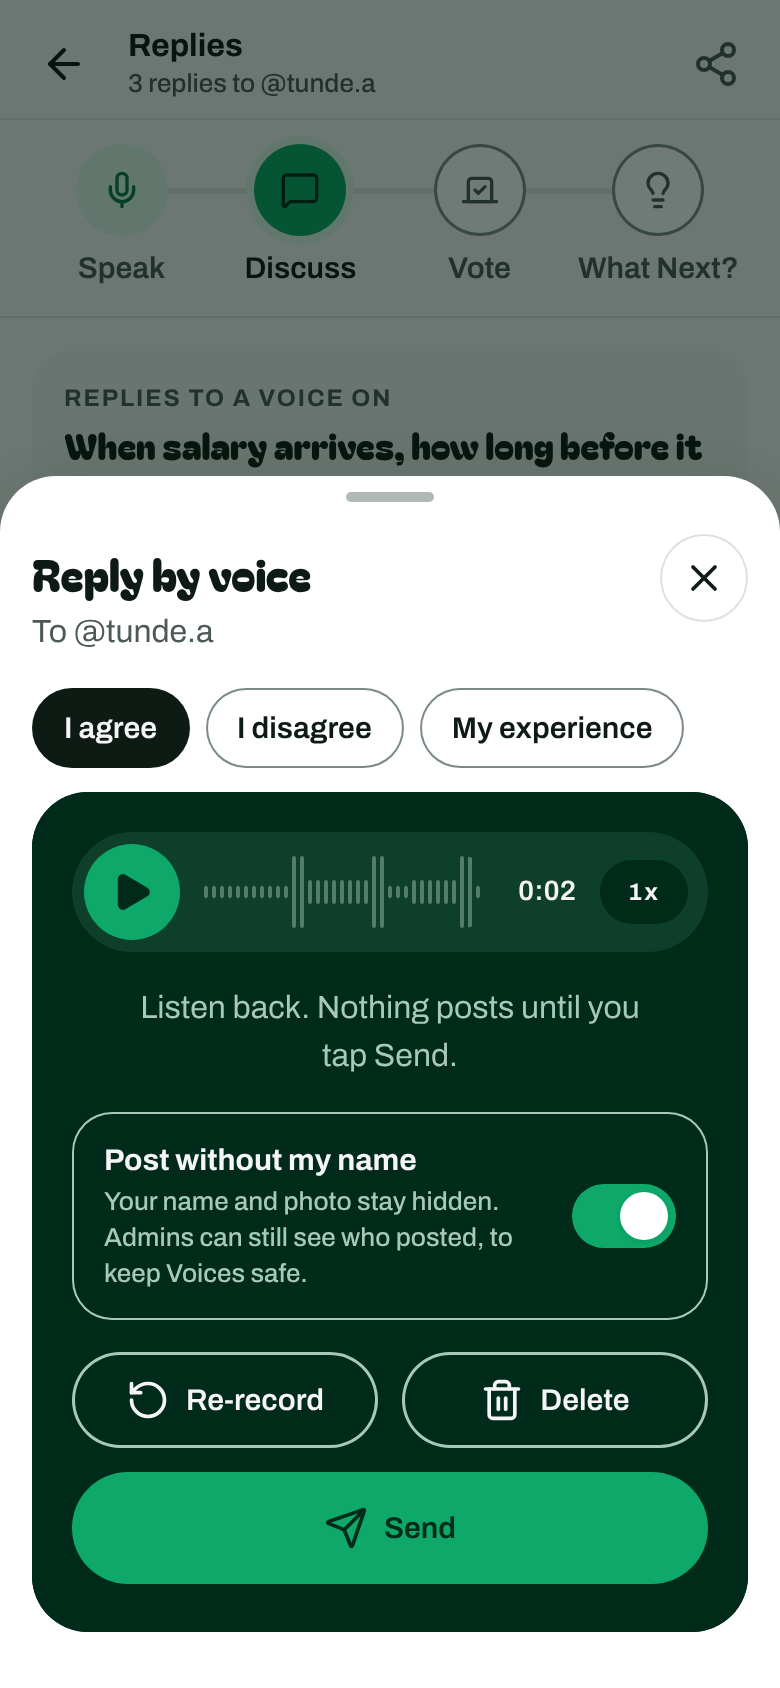 Replies
3 replies to @tunde.a
Speak
Discuss
Vote
What Next?
REPLIES TO A VOICE ON
When salary arrives, how long before it
Reply by voice
To @tunde.a
I agree
I disagree
My experience
0:02
1x
Listen back. Nothing posts until you
tap Send.
Post without my name
Your name and photo stay hidden.
Admins can still see who posted, to
keep Voices safe.
Re-record
Delete
Send